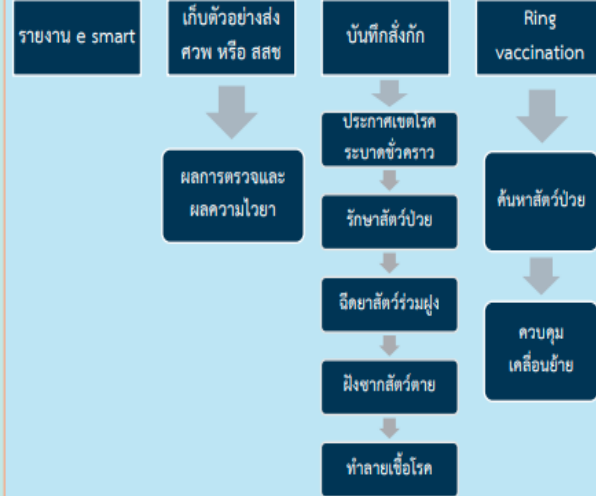 รายงาน e smart
เก็บตัวอย่างส่ง
ศวพ หรือ สสช
ผลการตรวจและ
ผลความไวยา
บันทึกสั่งกัก
ประกาศเขตโรค
ระบาดชั่วคราว
รักษาสัตว์ป่วย
ฉีดยาสัตว์ร่วมฝูง
ฝังซากสัตว์ตาย
ทำลายเชื้อโรค
Ring
vaccination
ค้นหาสัตว์ป่วย
ควบคุม
เคลื่อนย้าย